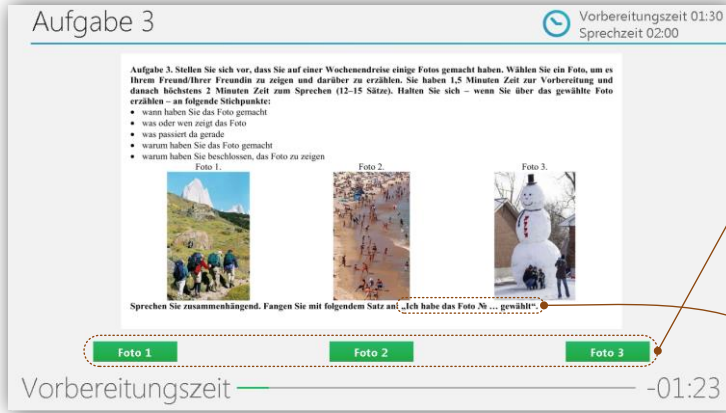 Aufgabe 3
Vorbereitungszeit 01:30
Sprechzeit 02:00
Aufgabe 3. Stellen Sie sich vor, dass Sie auf einer Wochenendreise einige Fotos gemacht haben. Wählen Sie ein Foto, um es
Ihrem Freund/Ihrer Freundin zu zeigen und darüber zu erzählen. Sie haben 1,5 Minuten Zeit zur Vorbereitung und
danach höchstens 2 Minuten Zeit zum Sprechen (12–15 Sätze). Halten Sie sich – wenn Sie über das gewählte Foto
erzählen – an folgende Stichpunkte:
• wann haben Sie das Foto gemacht
• was oder wen zeigt das Foto
• was passiert da gerade
• warum haben Sie das Foto gemacht
• warum haben Sie beschlossen, das Foto zu zeigen
Foto 1. Foto 2. Foto 3.
Sprechen Sie zusammenhängend. Fangen Sie mit folgendem Satz an: „Ich habe das Foto № … gewählt“.
Foto 1 Foto 2 Foto 3
Vorbereitungszeit -01:23